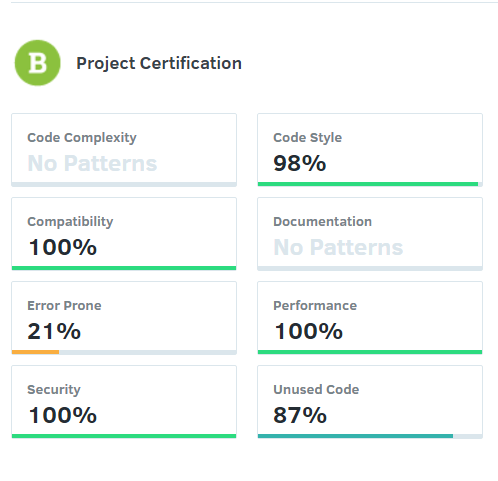 B
Project Certification
Code Complexity
No Patterns
Code Style
98%
Compatibility
100%
Documentation
No Patterns
Error Prone
21%
Performance
100%
Security
100%
Unused Code
87%